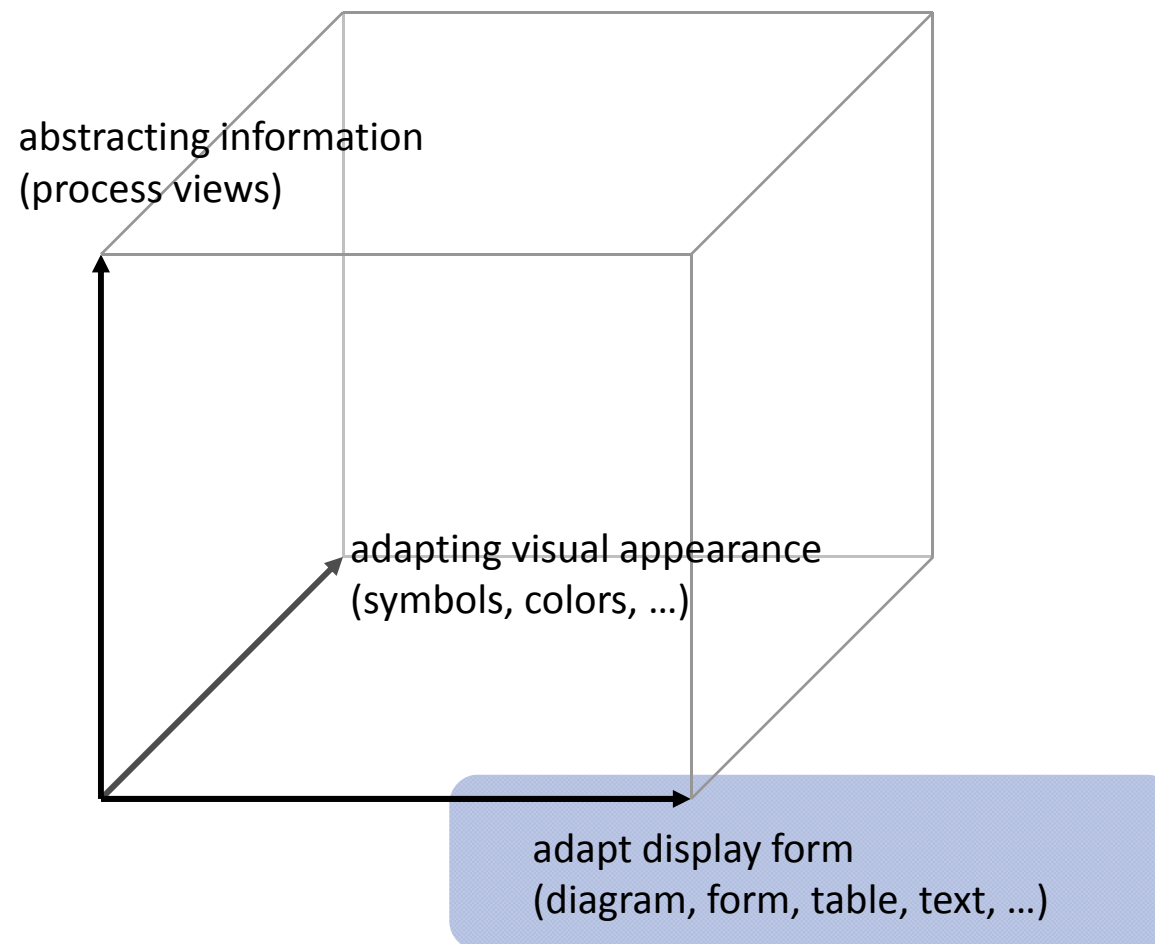 abstracting information
(process views)
adapting visual appearance
(symbols, colors, …)
adapt display form
(diagram, form, table, text, …)